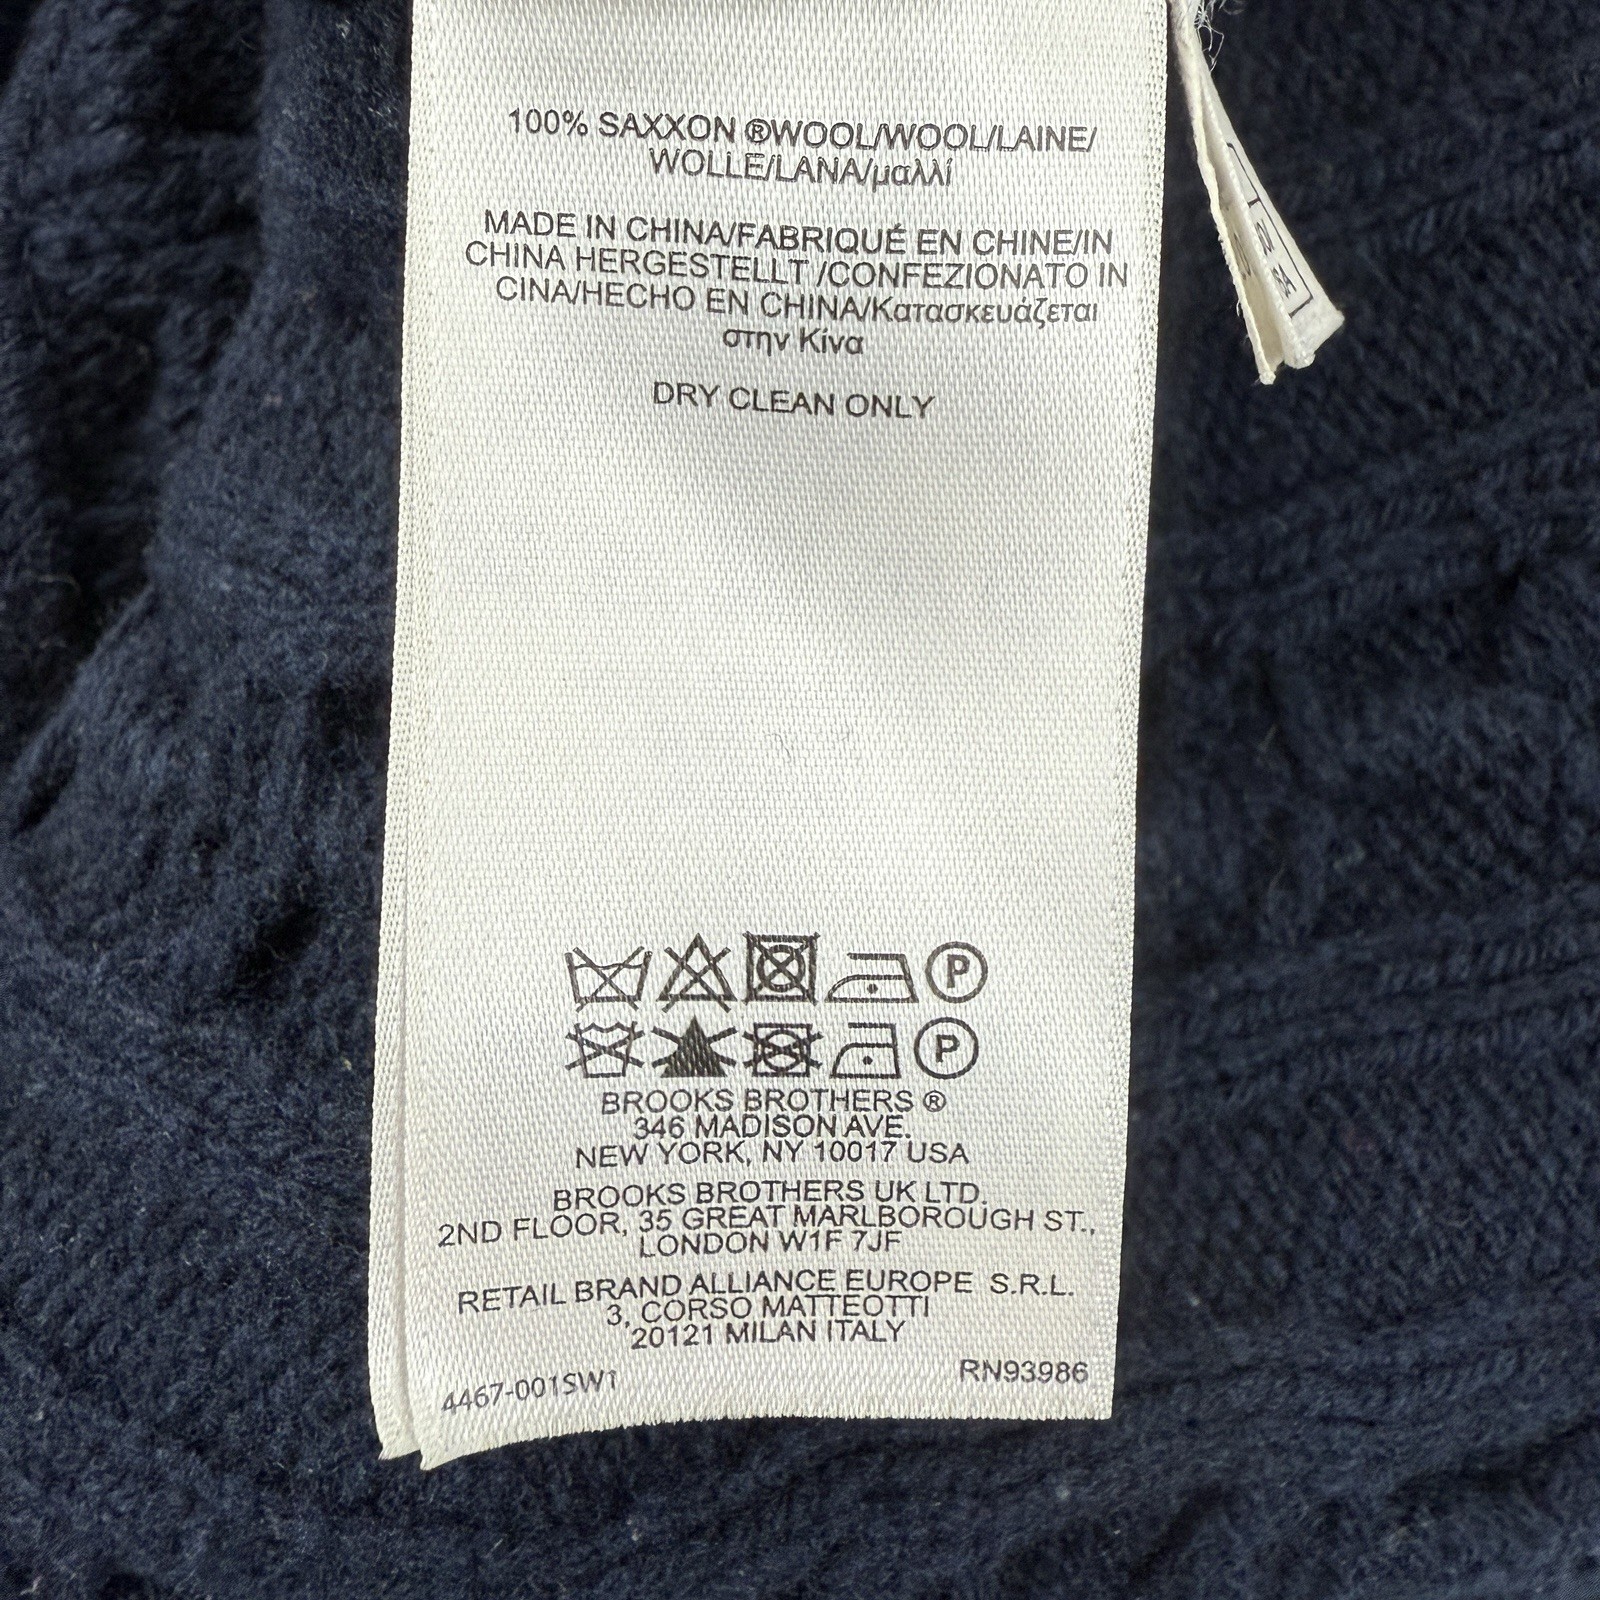 100% SAXXON ®WOOL/WOOL/LAINE/
WOLLE/LANA/μαλλί
MADE IN CHINA/FABRIQUÉ EN CHINE/IN
CHINA HERGESTELLT /CONFEZIONATO IN
CINA/HECHO EN CHINA/Κατασκευάζεται
στην Κίνα
DRY CLEAN ONLY
P
P
BROOKS BROTHERS ®
346 MADISON AVE.
NEW YORK, NY 10017 USA
BROOKS BROTHERS UK LTD.
2ND FLOOR, 35 GREAT MARLBOROUGH ST.,
LONDON W1F 7JF
RETAIL BRAND ALLIANCE EUROPE S.R.L.
3, CORSO MATTEOTTI
20121 MILAN ITALY
4467-001SW1
RN93986